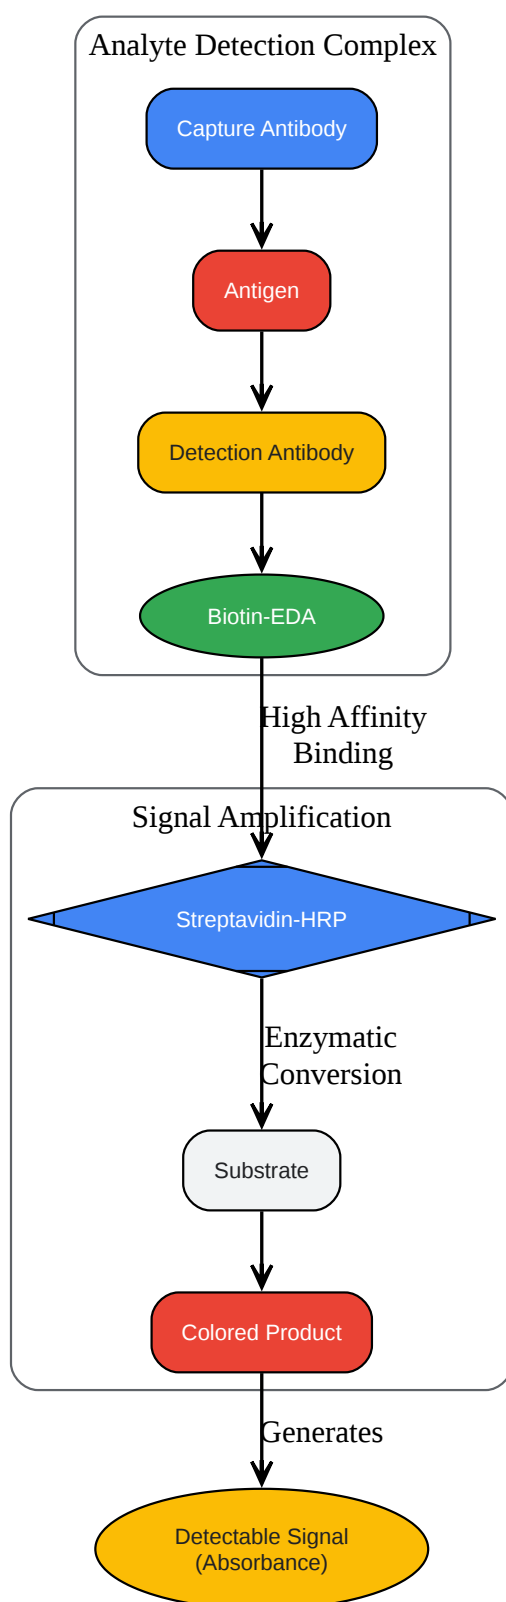 Analyte Detection Complex
Capture Antibody
Antigen
Detection Antibody
Biotin-EDA
High Affinity
Binding
Signal Amplification
Streptavidin-HRP
Enzymatic
Conversion
Substrate
Colored Product
Generates
Detectable Signal
(Absorbance)